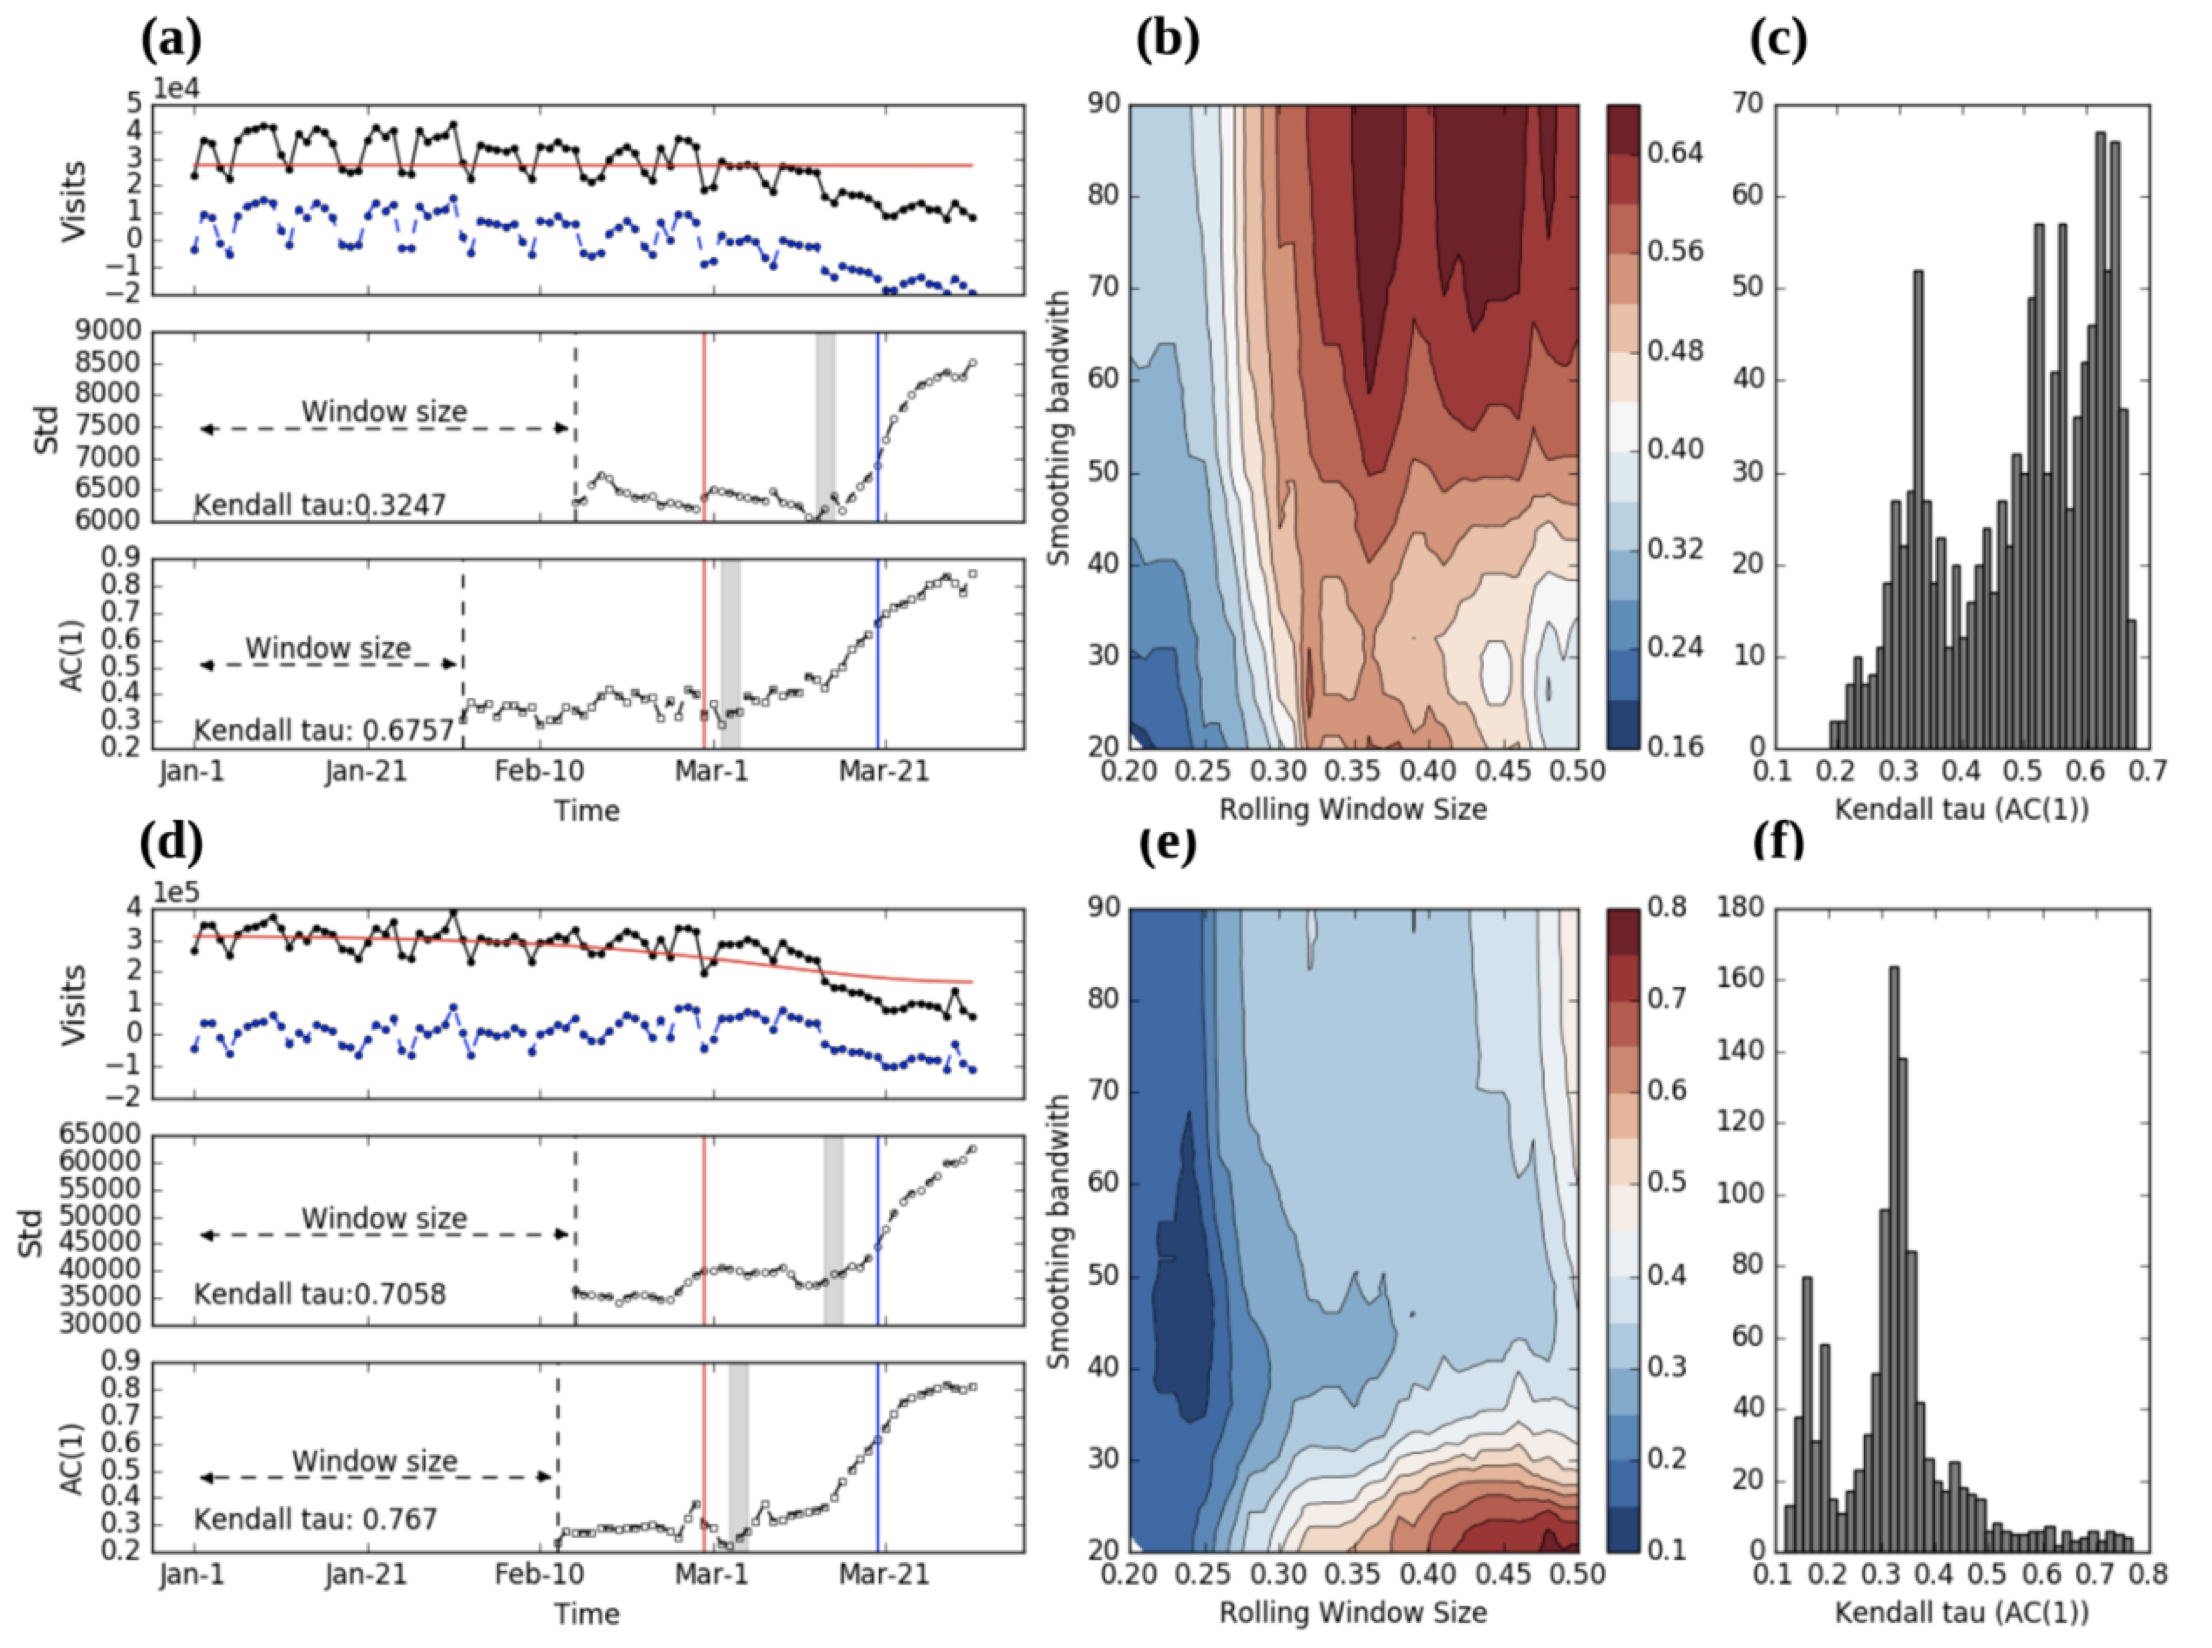 (a)
1e4
5
4
3
2
1
0
−1
−2
Visits
9000
8500
8000
7500
7000
6500
6000
Std
Window size
Kendall tau:0.3247
0.9
0.8
0.7
0.6
0.5
0.4
0.3
0.2
AC(1)
Window size
Kendall tau: 0.6757
Jan-1 Jan-21 Feb-10 Mar-1 Mar-21
Time
(b)
90
80
70
60
50
40
30
20
Smoothing bandwith
0.20 0.25 0.30 0.35 0.40 0.45 0.50
Rolling Window Size
0.64
0.56
0.48
0.40
0.32
0.24
0.16
(c)
70
60
50
40
30
20
10
0
0.1 0.2 0.3 0.4 0.5 0.6 0.7
Kendall tau (AC(1))
(d)
1e5
4
3
2
1
0
−1
−2
Visits
65000
60000
55000
50000
45000
40000
35000
30000
Std
Window size
Kendall tau:0.7058
0.9
0.8
0.7
0.6
0.5
0.4
0.3
0.2
AC(1)
Window size
Kendall tau: 0.767
Jan-1 Jan-21 Feb-10 Mar-1 Mar-21
Time
(e)
90
80
70
60
50
40
30
20
Smoothing bandwith
0.20 0.25 0.30 0.35 0.40 0.45 0.50
Rolling Window Size
0.8
0.7
0.6
0.5
0.4
0.3
0.2
0.1
(f)
180
160
140
120
100
80
60
40
20
0
0.1 0.2 0.3 0.4 0.5 0.6 0.7 0.8
Kendall tau (AC(1))